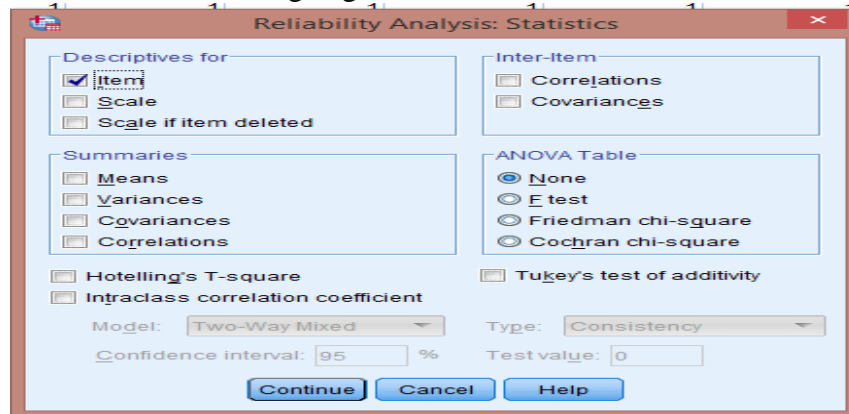 Reliability Analysis: Statistics
Descriptives for
Item
Scale
Scale if item deleted
Inter-Item
Correlations
Covariances
Summaries
Means
Variances
Covariances
Correlations
ANOVA Table
None
F test
Friedman chi-square
Cochran chi-square
Hotelling's T-square
Tukey's test of additivity
Intraclass correlation coefficient
Model: Two-Way Mixed Type: Consistency
Confidence interval: 95 % Test value: 0
Continue Cancel Help